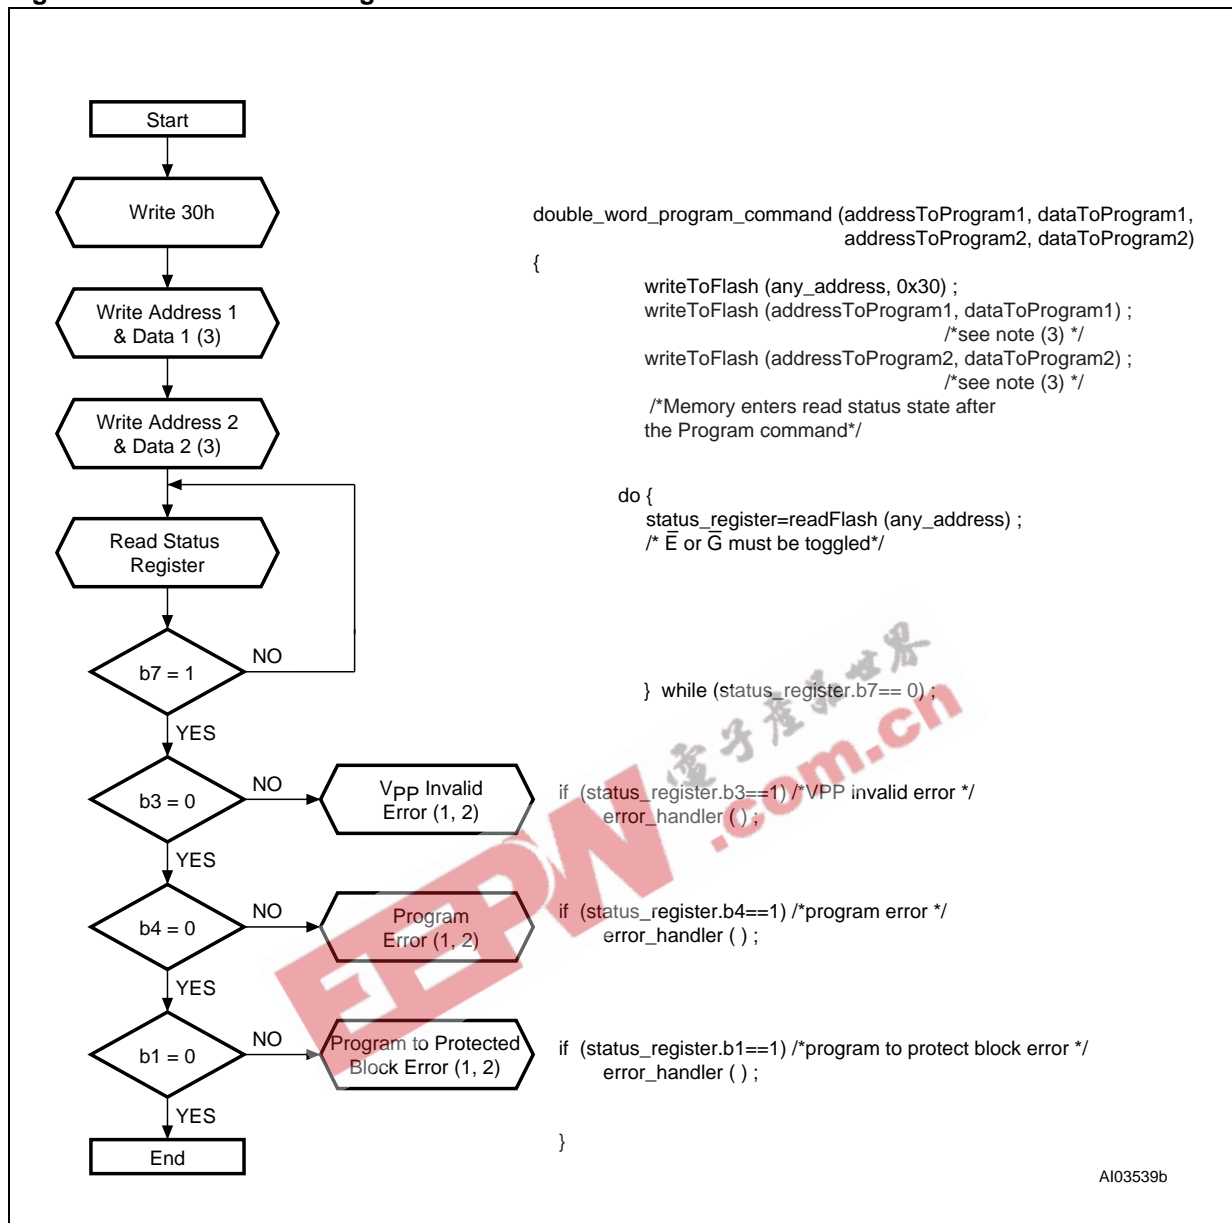 Start
Write 30h
Write Address 1
& Data 1 (3)
Write Address 2
& Data 2 (3)
Read Status
Register
b7 = 1
NO
YES
b3 = 0
NO
VPP Invalid
Error (1, 2)
YES
b4 = 0
NO
Program
Error (1, 2)
YES
b1 = 0
NO
Program to Protected
Block Error (1, 2)
YES
End
double_word_program_command (addressToProgram1, dataToProgram1,
addressToProgram2, dataToProgram2)
{
writeToFlash (any_address, 0x30) ;
writeToFlash (addressToProgram1, dataToProgram1) ;
/*see note (3) */
writeToFlash (addressToProgram2, dataToProgram2) ;
/*see note (3) */
/*Memory enters read status state after
the Program command*/
do {
status_register=readFlash (any_address) ;
/* E̅ or G̅ must be toggled*/
} while (status_register.b7== 0) ;
if (status_register.b3==1) /*VPP invalid error */
error_handler ( ) ;
if (status_register.b4==1) /*program error */
error_handler ( ) ;
if (status_register.b1==1) /*program to protect block error */
error_handler ( ) ;
}
AI03539b
EEPW .com.cn
電子産品世界